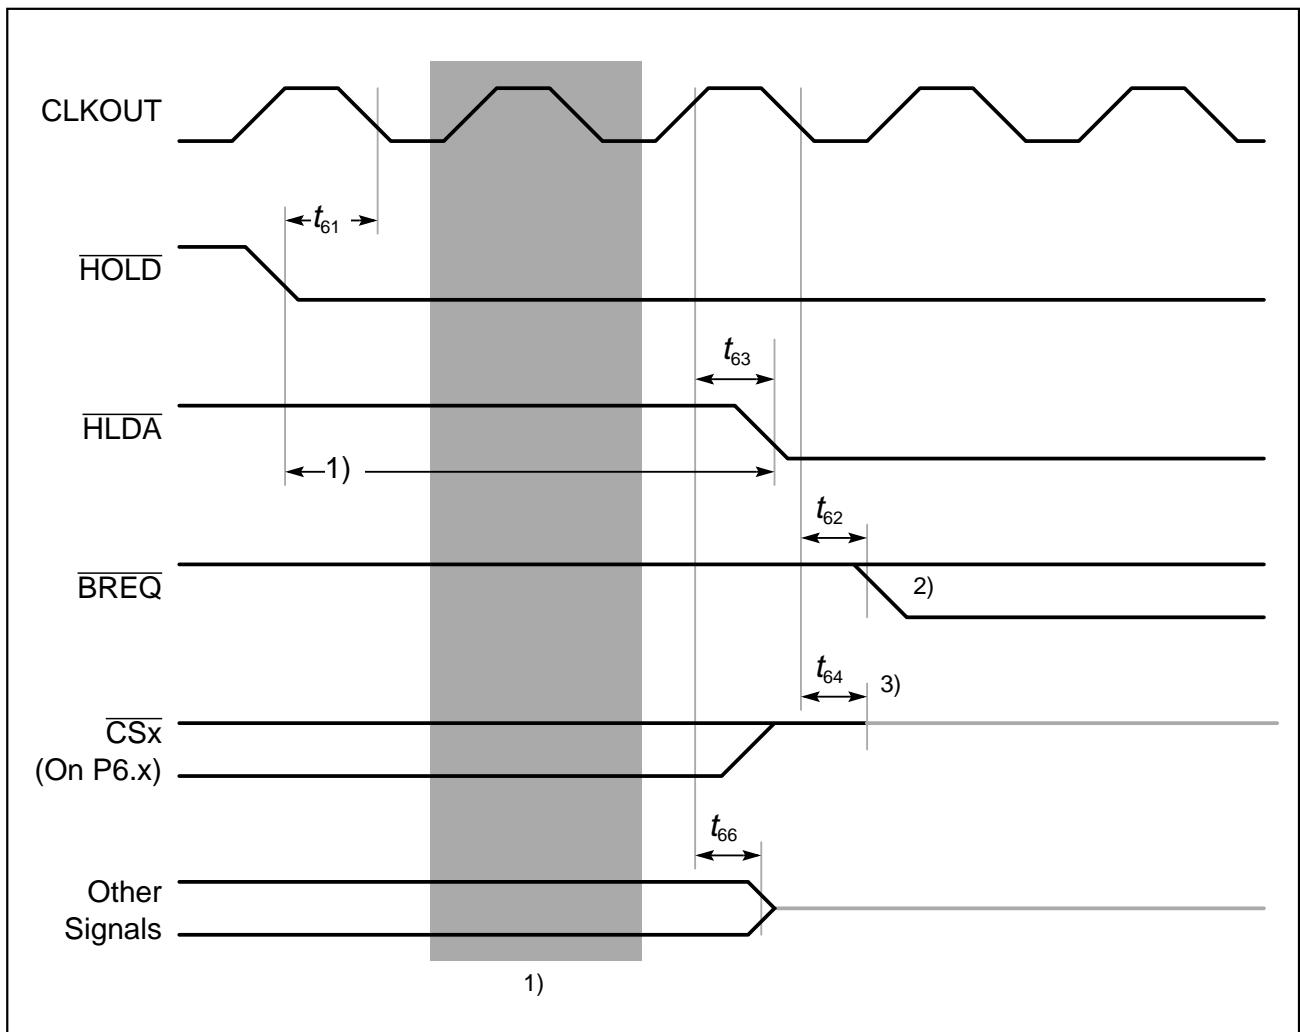 CLKOUT
t61
HOLD
t63
HLDA
1)
t62
BREQ
2)
t64
3)
CSx
(On P6.x)
t66
Other
Signals
1)